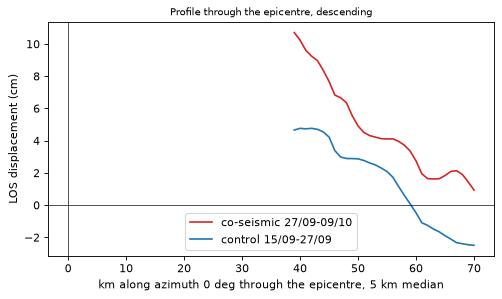 Profile through the epicentre, descending
LOS displacement (cm)
10
8
6
4
2
0
−2
co-seismic 27/09-09/10
control 15/09-27/09
0 10 20 30 40 50 60 70
km along azimuth 0 deg through the epicentre, 5 km median